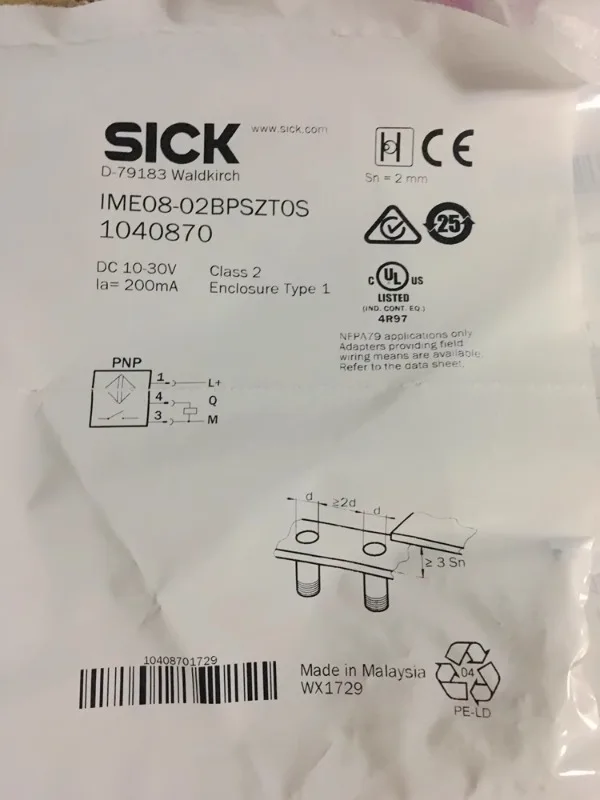 SICK
www.sick.com
D-79183 Waldkirch
Sn = 2 mm
IME08-02BPSZT0S
1040870
DC 10-30V
Class 2
Ia= 200mA
Enclosure Type 1
25
C UL US
LISTED
(IND. CONT. EQ.)
4R97
NFPA79 applications only
Adapters providing field
wiring means are available.
Refer to the data sheet.
PNP
1
L+
4
Q
3
M
d
≥2d
d
≥ 3 Sn
10408701729
Made in Malaysia
WX1729
04
PE-LD